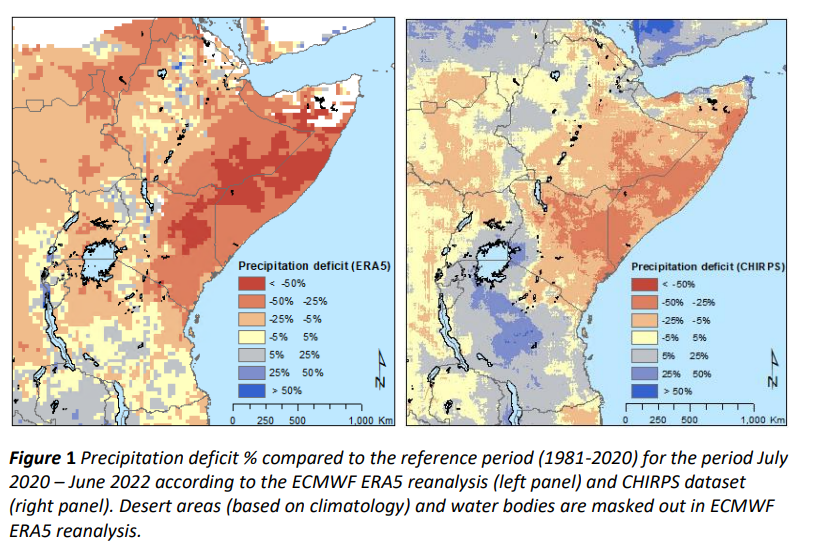 Precipitation deficit (ERA5)
< -50%
-50% -25%
-25% -5%
-5% 5%
5% 25%
25% 50%
> 50%
N
0 250 500 1,000 Km
Precipitation deficit (CHIRPS)
< -50%
-50% -25%
-25% -5%
-5% 5%
5% 25%
25% 50%
> 50%
N
0 250 500 1,000 Km
Figure 1 Precipitation deficit % compared to the reference period (1981-2020) for the period July
2020 – June 2022 according to the ECMWF ERA5 reanalysis (left panel) and CHIRPS dataset
(right panel). Desert areas (based on climatology) and water bodies are masked out in ECMWF
ERA5 reanalysis.